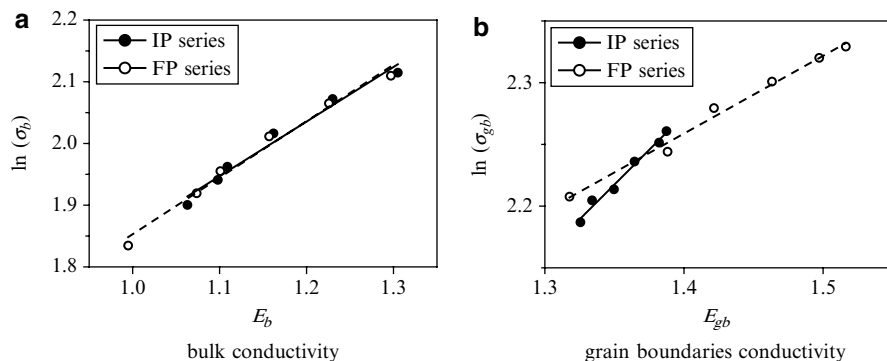 a
IP series
FP series
2.2
2.1
2.0
1.9
1.8
ln (σb)
1.0
1.1
1.2
1.3
Eb
bulk conductivity
b
IP series
FP series
2.3
2.2
ln (σgb)
1.3
1.4
1.5
Egb
grain boundaries conductivity